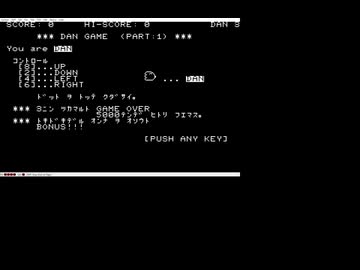 SCORE: 0 HI-SCORE: 0 DAN'S
*** DAN GAME (PART:1) ***
You are DAN
コントロール
[8]...UP
[2]...DOWN
[4]...LEFT
[6]...RIGHT
... DAN
ドット ヲ トッテ クダサイ。
*** 3ニン ツカマルト GAME OVER
5000テンデ ヒトリ フエマス。
*** トキドキデル オンナ ヲ オソウト
BONUS!!!
[PUSH ANY KEY]